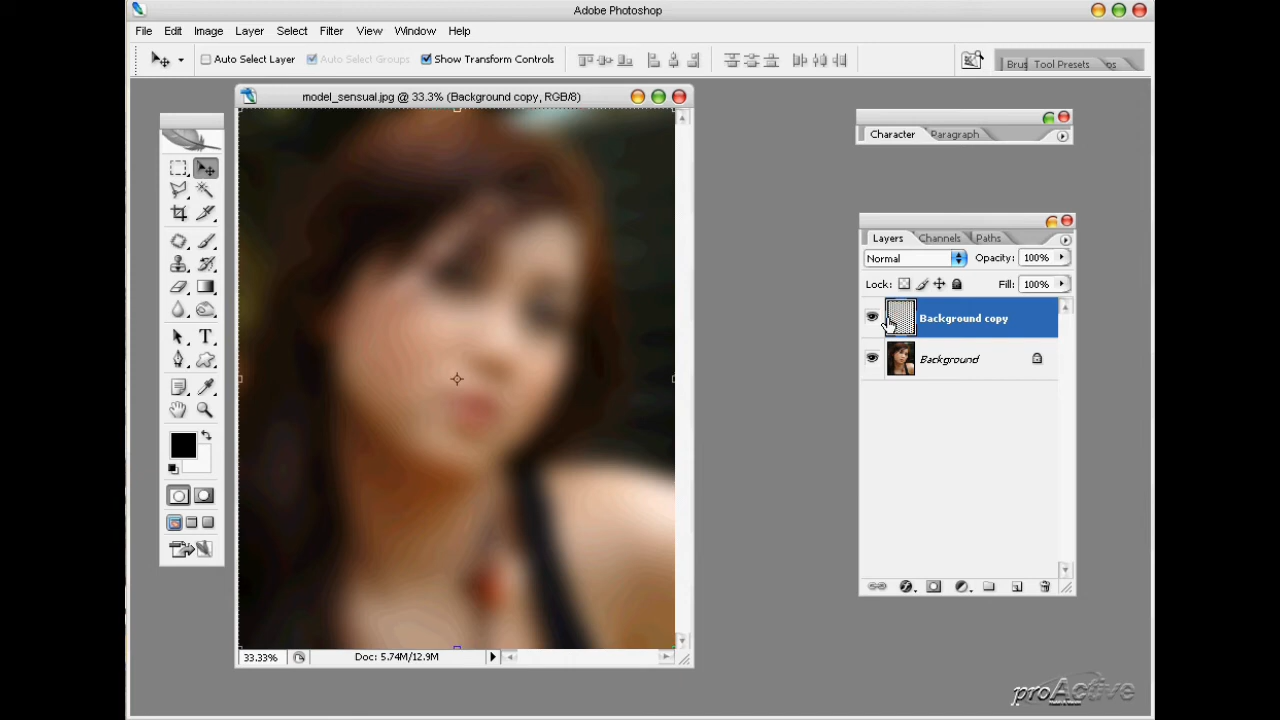 Adobe Photoshop
File Edit Image Layer Select Filter View Window Help
Auto Select Layer Auto Select Groups Show Transform Controls
Brus Tool Presets ps
model_sensual.jpg @ 33.3% (Background copy, RGB/8)
Character Paragraph
Layers Channels Paths
Normal Opacity: 100%
Lock: Fill: 100%
Background copy
Background
T
33.33% Doc: 5.74M/12.9M
proActive